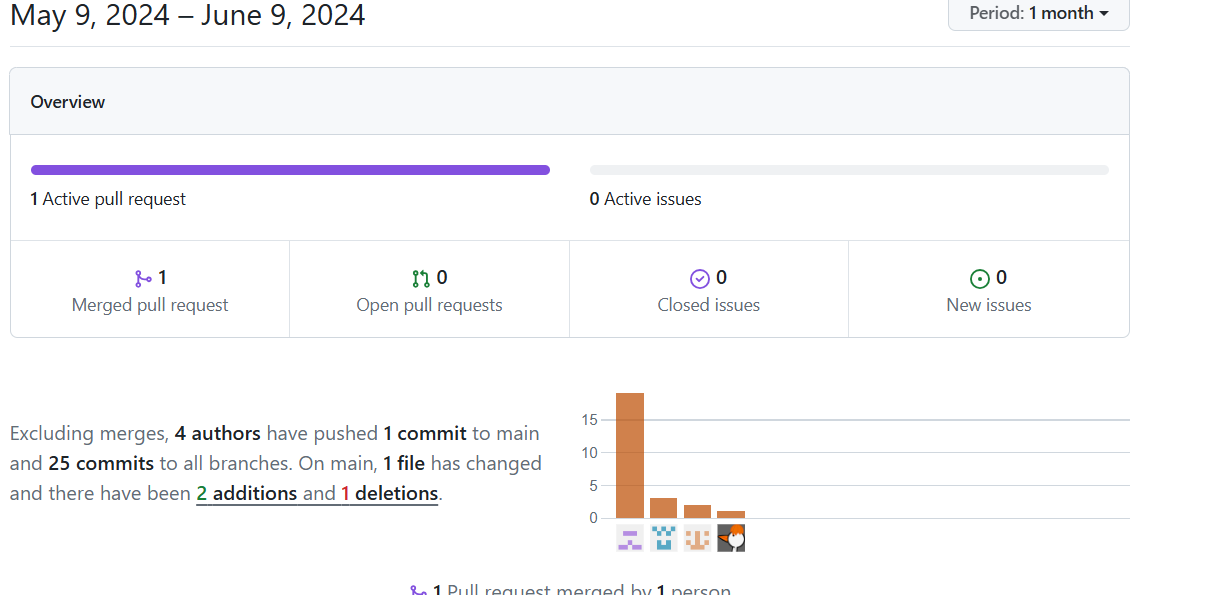 May 9, 2024 – June 9, 2024
Period: 1 month
Overview
1 Active pull request
0 Active issues
1
Merged pull request
0
Open pull requests
0
Closed issues
0
New issues
Excluding merges, 4 authors have pushed 1 commit to main
and 25 commits to all branches. On main, 1 file has changed
and there have been 2 additions and 1 deletions.
15
10
5
0
1 Pull request merged by 1 person